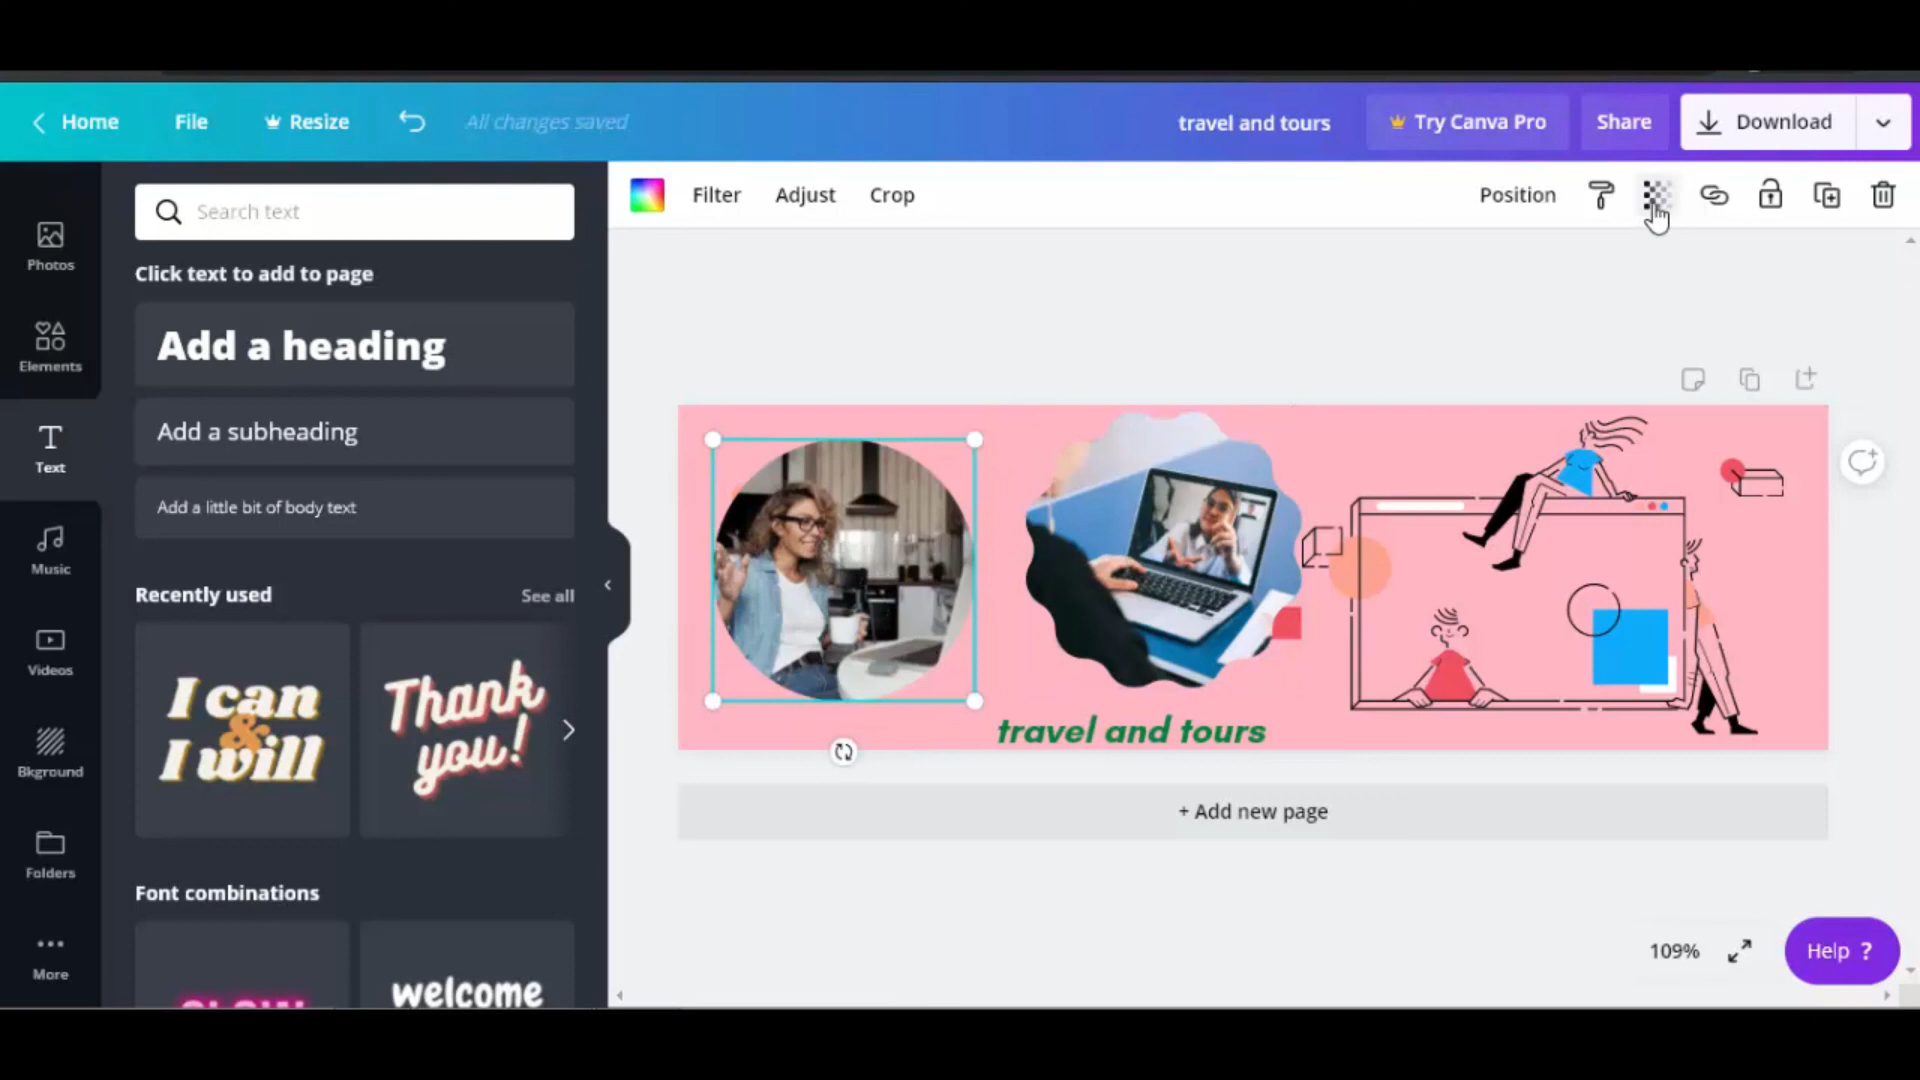 Home
File
Resize
All changes saved
travel and tours
Try Canva Pro
Share
Download
Photos
Elements
Text
Music
Videos
Bkground
Folders
More
Search text
Click text to add to page
Add a heading
Add a subheading
Add a little bit of body text
Recently used
See all
I can
&
I will
Thank
you!
Font combinations
welcome
Filter
Adjust
Crop
Position
travel and tours
+ Add new page
109%
Help ?